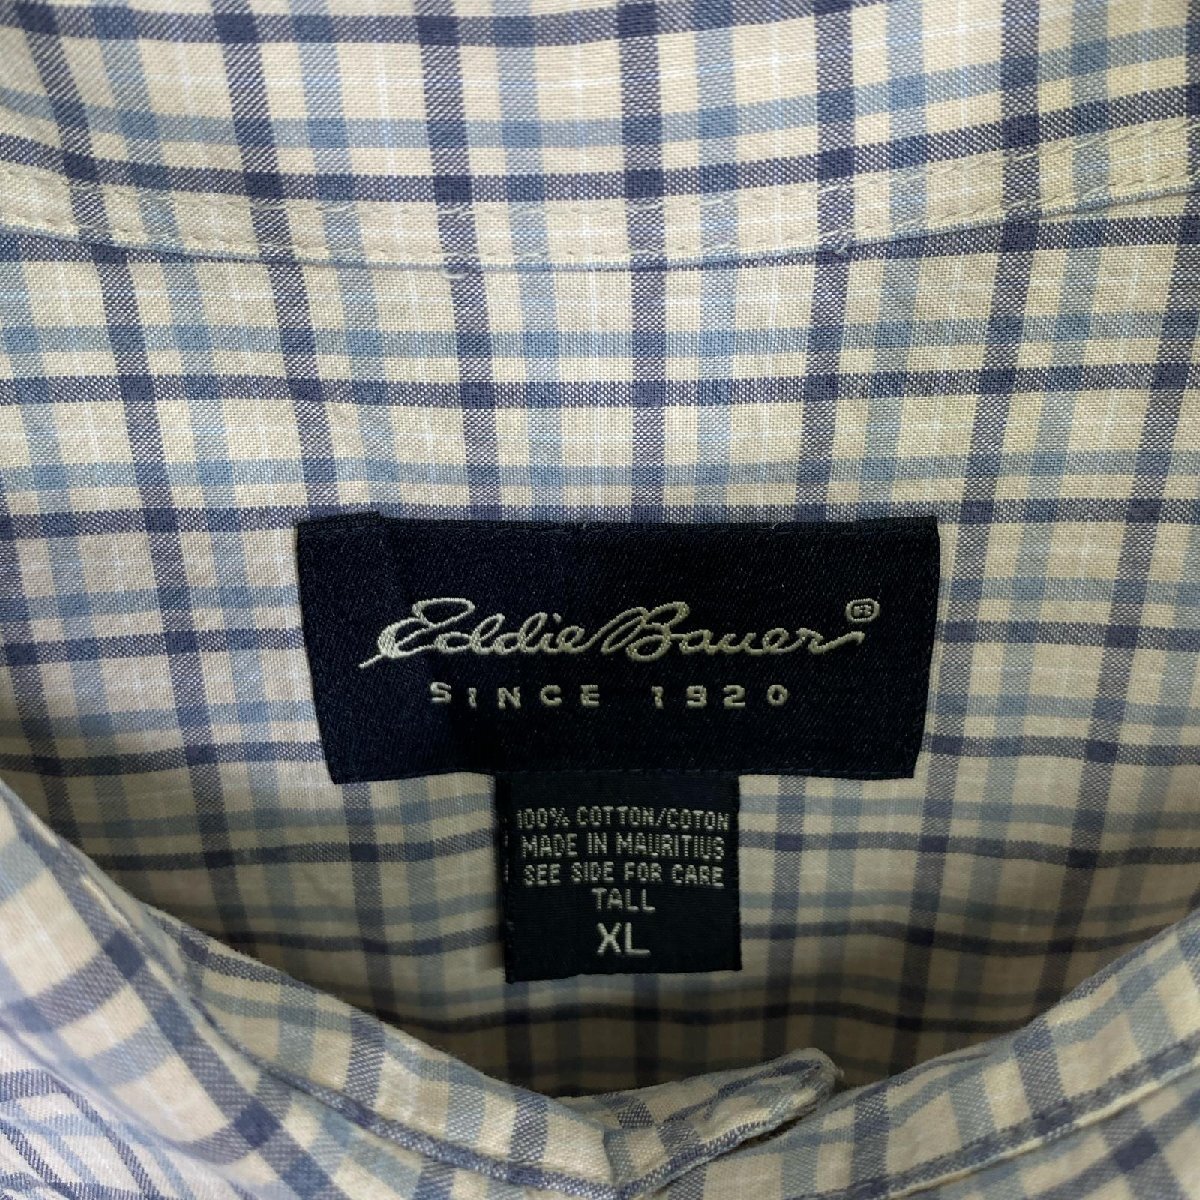 Eddie Bauer®
SINCE 1920
100% COTTON/COTON
MADE IN MAURITIUS
SEE SIDE FOR CARE
TALL
XL